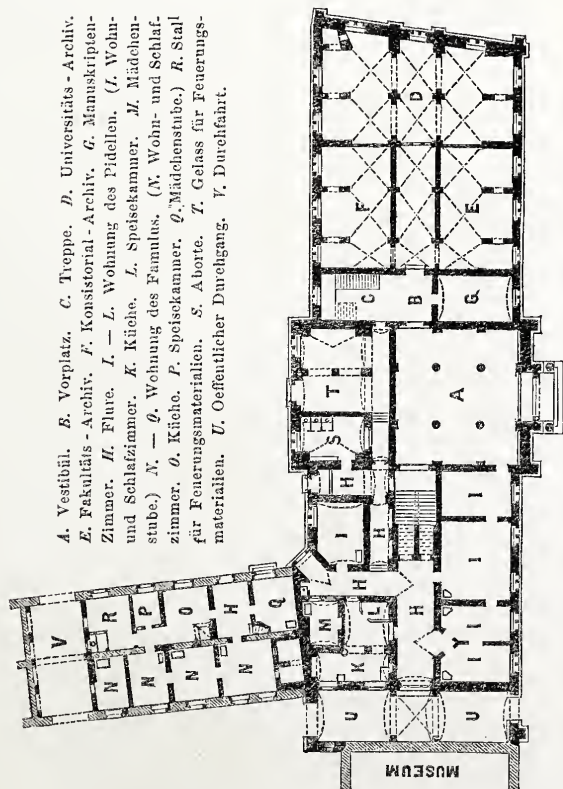 A. Vestibül. B. Vorplatz. C. Treppe. D. Universitäts-Archiv.
E. Fakultäts-Archiv. F. Konsistorial-Archiv. G. Manuskripten-
Zimmer. H. Flure. I. — L. Wohnung des Pidellen. (I. Wohn-
und Schlafzimmer. K. Küche. L. Speisekammer. M. Mädchen-
stube.) N. — Q. Wohnung des Famulus. (N. Wohn- und Schlaf-
zimmer. O. Küche. P. Speisekammer. Q. Mädchenstube.) R. Stall
für Feuerungsmaterialien. S. Aborte. T. Gelass für Feuerungs-
materialien. U. Oeffentlicher Durchgang. V. Durchfahrt.
D
F
E
C
B
G
T
S
A
H
I
H
H
H
I
I
I
I
Y
M
L
K
U
U
V
R
P
O
H
Q
N
N
N
N
MUSEUM